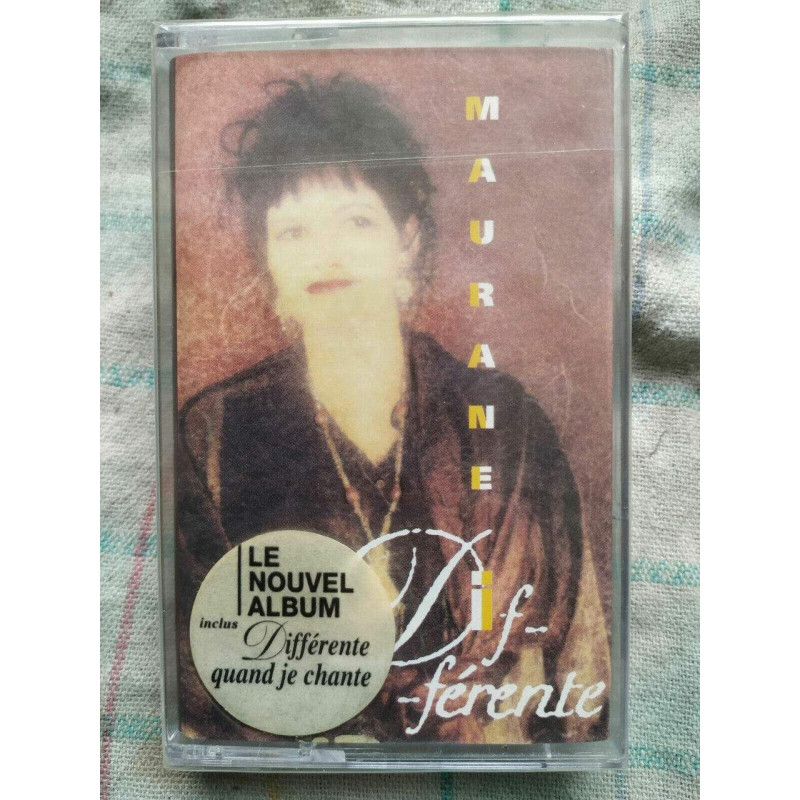 MAURANE
Dif-
-férente
LE
NOUVEL
ALBUM
inclus Différente
quand je chante